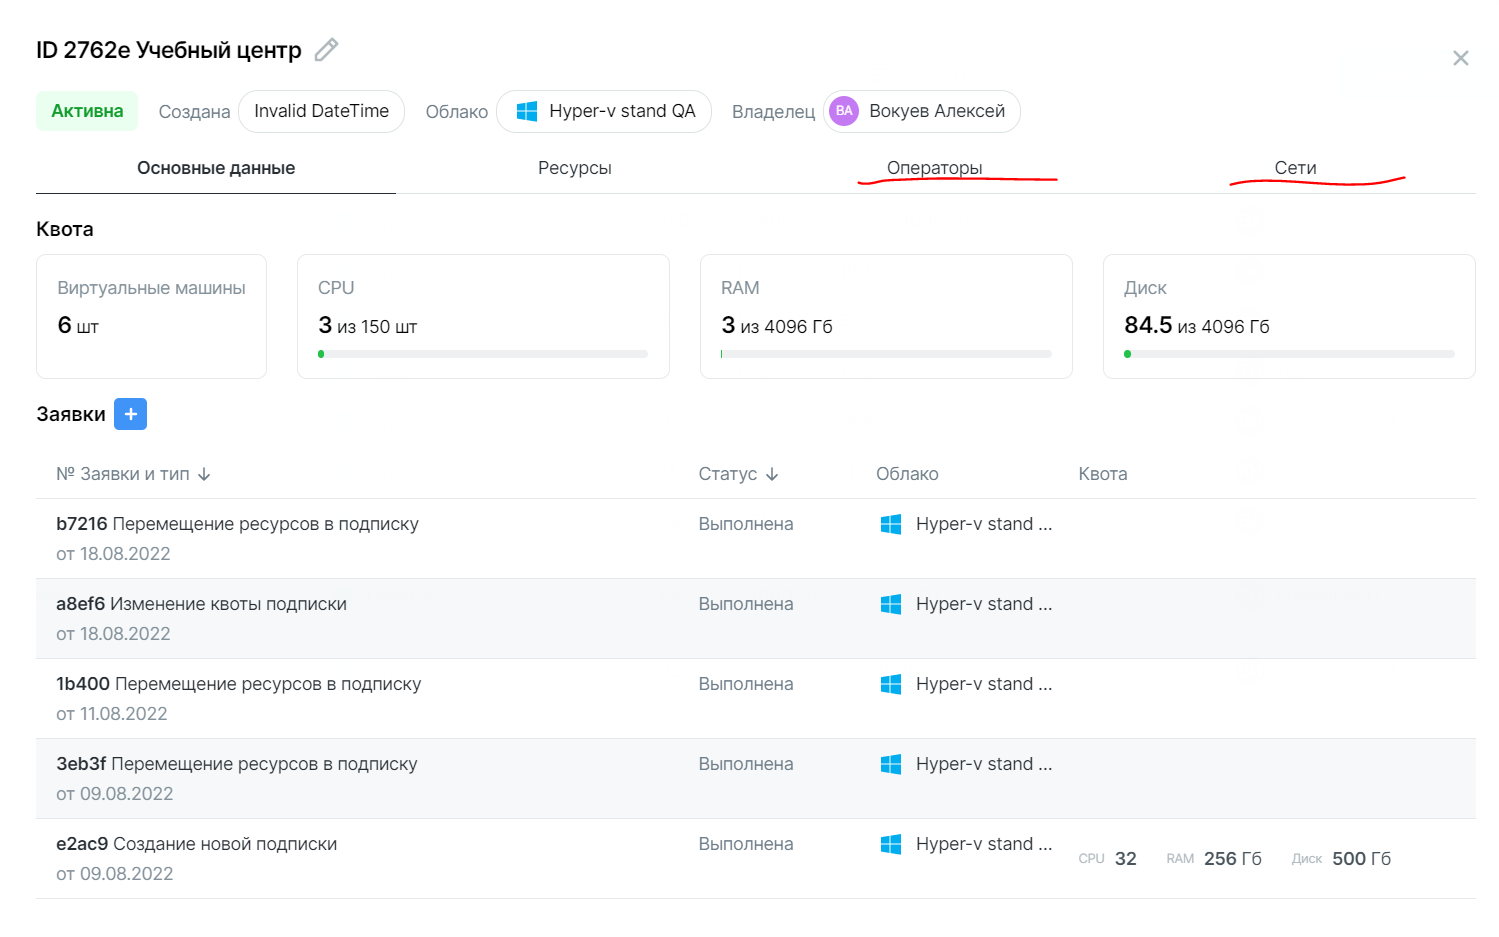 ID 2762e Учебный центр
Активна Создана Invalid DateTime Облако Hyper-v stand QA Владелец ВА Вокуев Алексей
Основные данные Ресурсы Операторы Сети
Квота
Виртуальные машины CPU RAM Диск
6 шт 3 из 150 шт 3 из 4096 Гб 84.5 из 4096 Гб
Заявки +
№ Заявки и тип Статус Облако Квота
b7216 Перемещение ресурсов в подписку Выполнена Hyper-v stand ...
от 18.08.2022
a8ef6 Изменение квоты подписки Выполнена Hyper-v stand ...
от 18.08.2022
1b400 Перемещение ресурсов в подписку Выполнена Hyper-v stand ...
от 11.08.2022
3eb3f Перемещение ресурсов в подписку Выполнена Hyper-v stand ...
от 09.08.2022
e2ac9 Создание новой подписки Выполнена Hyper-v stand ... CPU 32 RAM 256 Гб Диск 500 Гб
от 09.08.2022